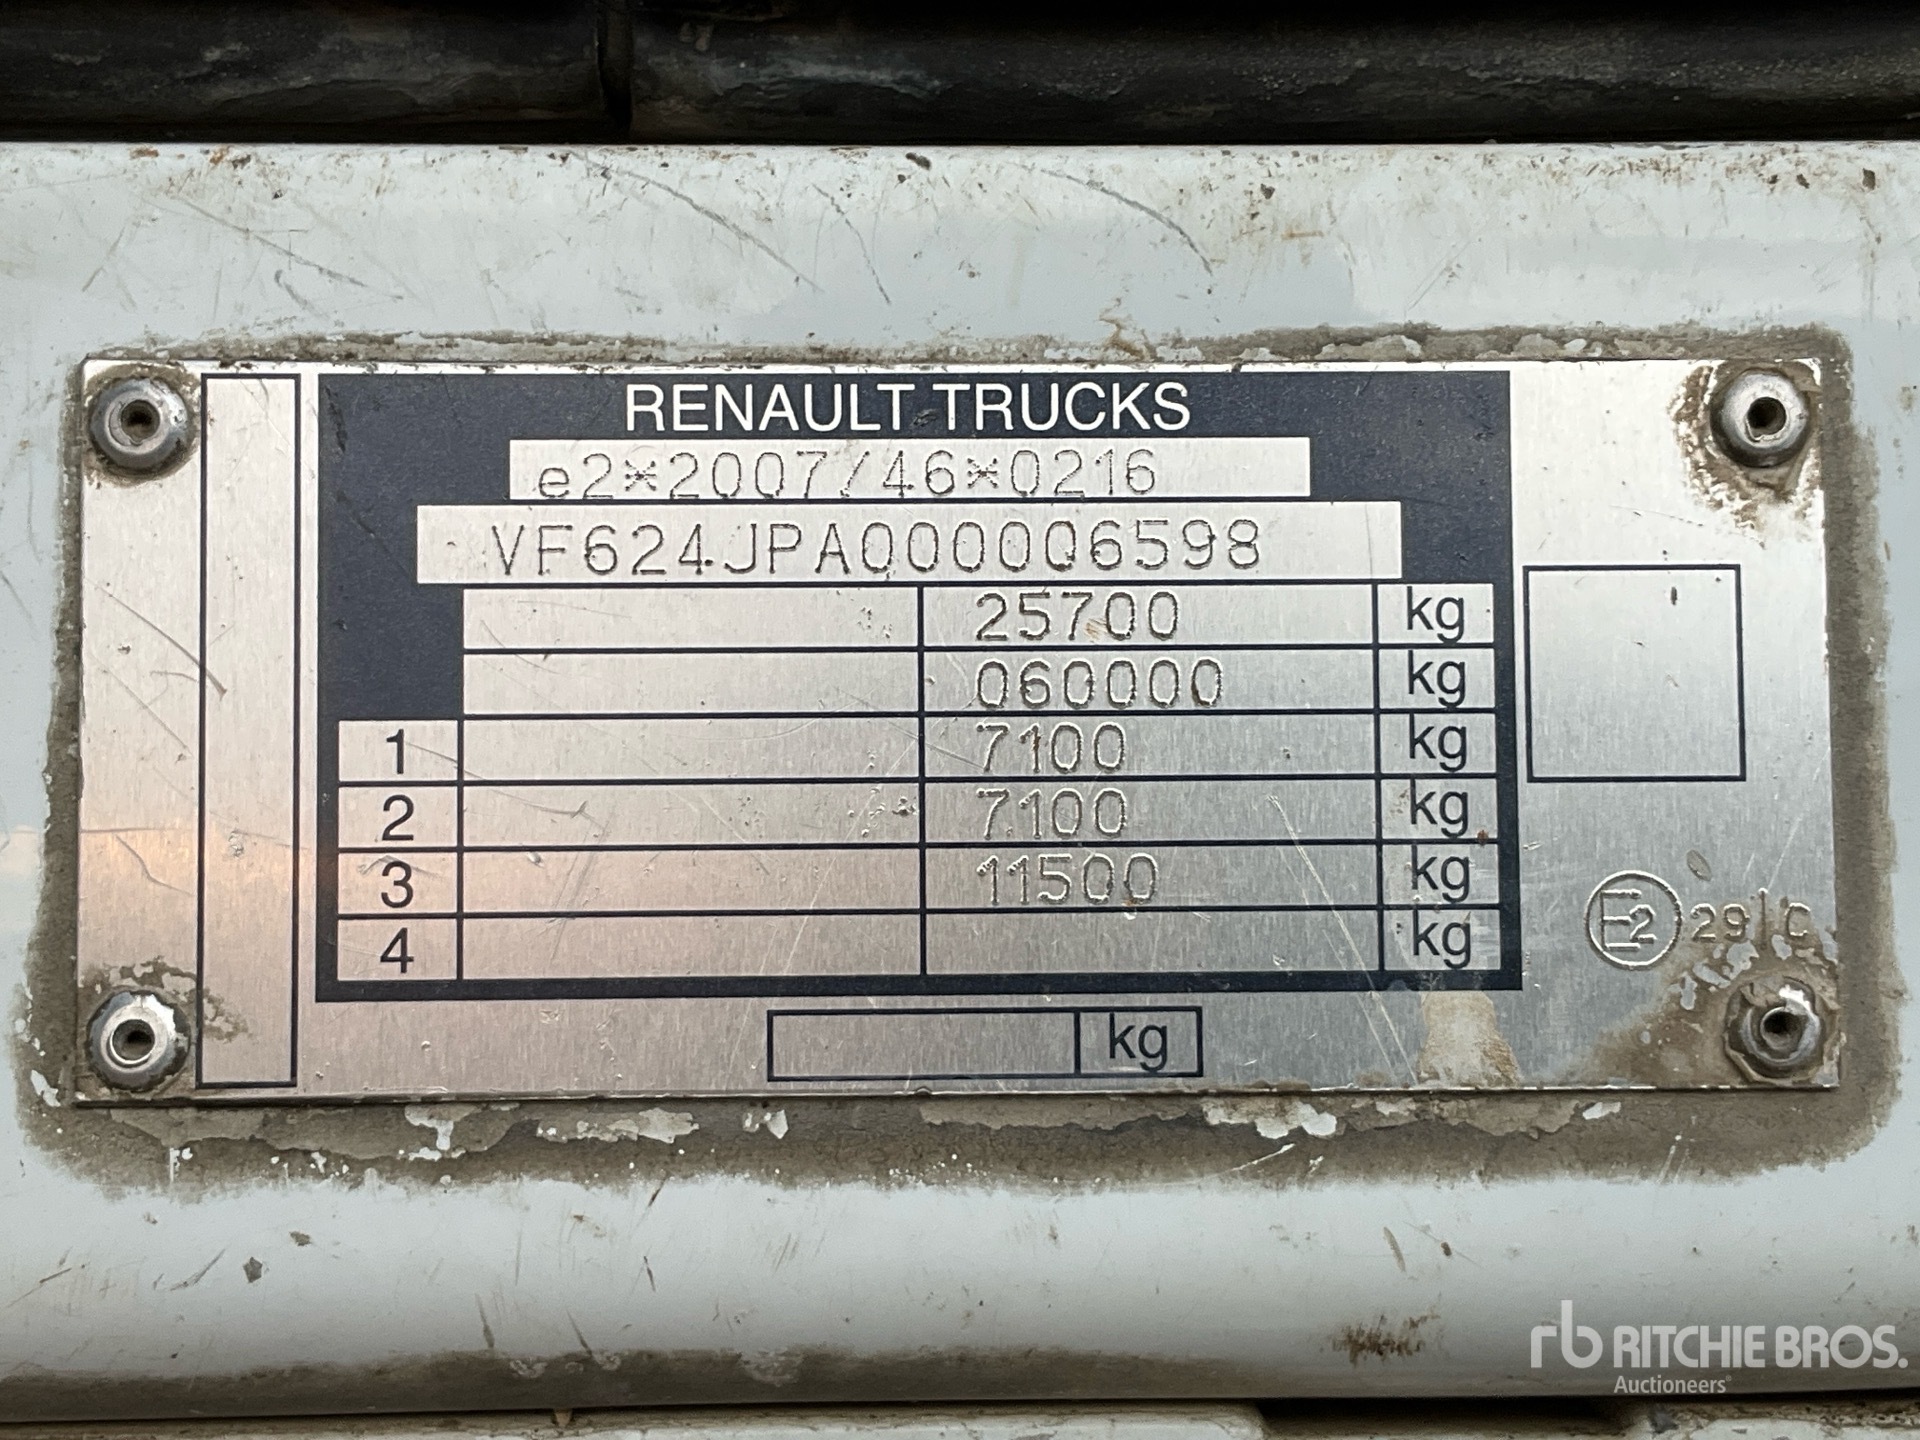 RENAULT TRUCKS
e2*2007/46*0216
VF624JPA000006598
25700 kg
060000 kg
1 7100 kg
2 7100 kg
3 11500 kg
4 kg
E2 29 | C
kg
rb RITCHIE BROS.
Auctioneers